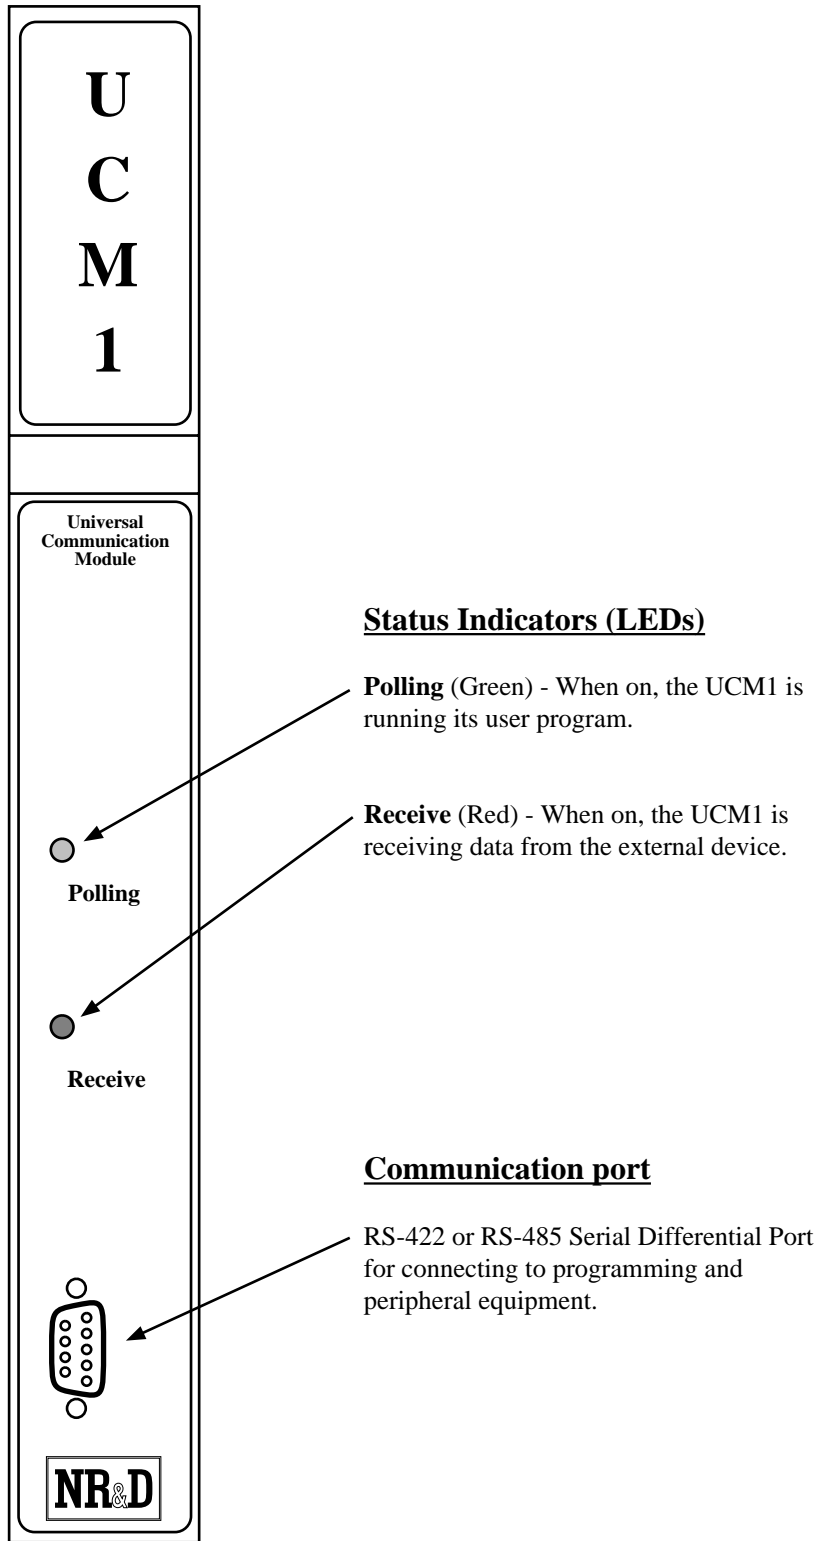 U
C
M
1
Universal
Communication
Module
Status Indicators (LEDs)
Polling (Green) - When on, the UCM1 is
running its user program.
Receive (Red) - When on, the UCM1 is
receiving data from the external device.
Polling
Receive
Communication port
RS-422 or RS-485 Serial Differential Port
for connecting to programming and
peripheral equipment.
NR&D